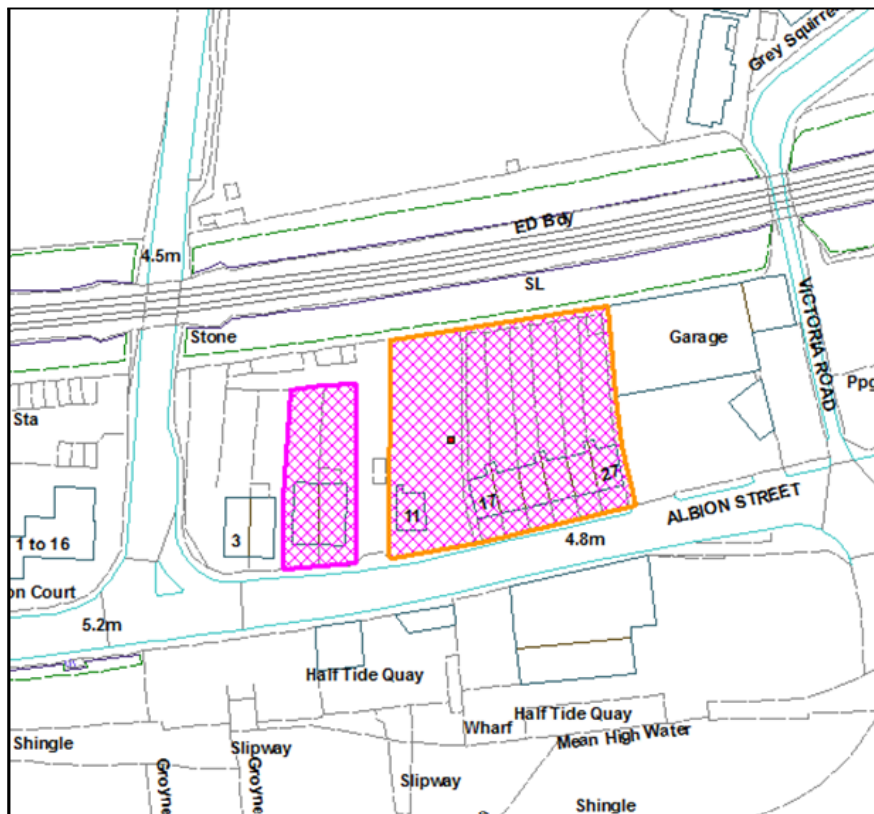 Grey Squirrel
ED Bdy
4.5m
SL
Stone
Garage
VICTORIA ROAD
Ppg
Sta
27
17
11
3
ALBION STREET
4.8m
1 to 16
on Court
5.2m
Half Tide Quay
Half Tide Quay
Wharf
Mean High Water
Shingle
Slipway
Groyne
Groyne
Slipway
Shingle